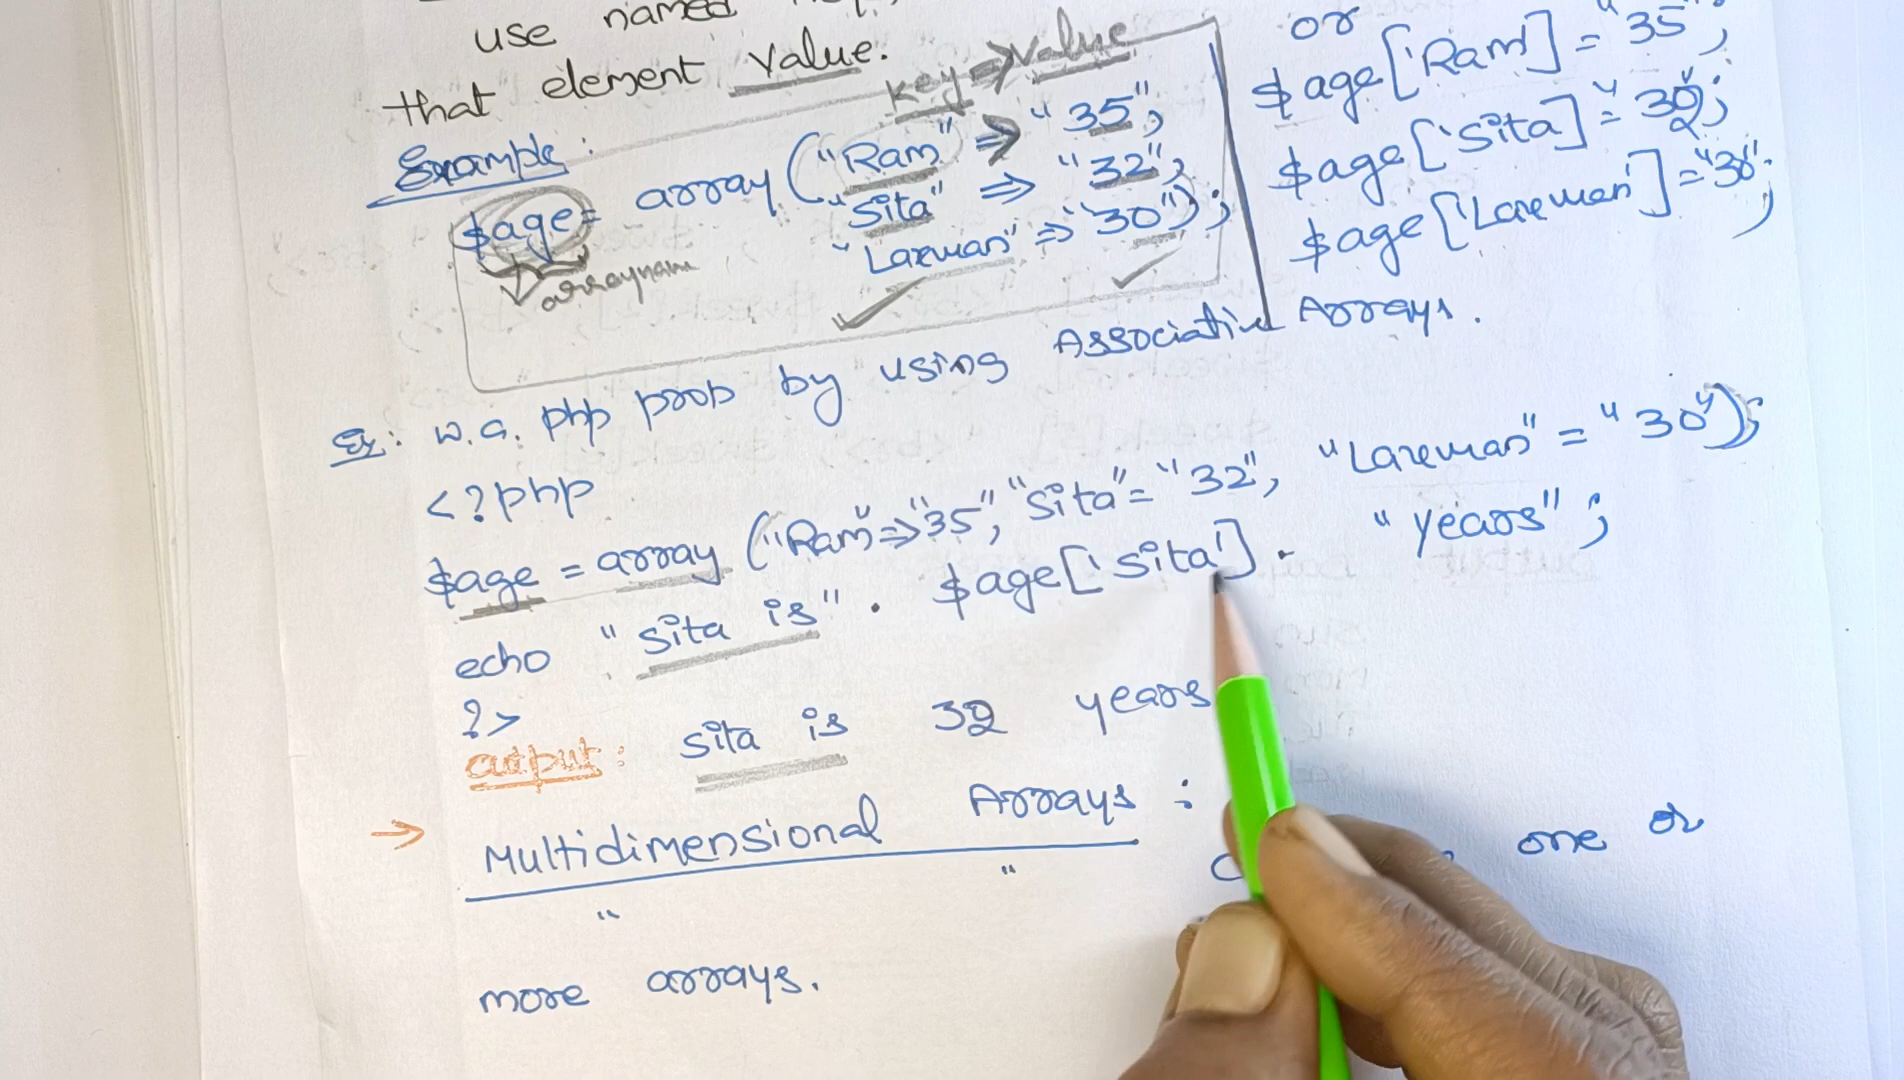 use named
that element value.
key => value
Example:
$age = array ("Ram" => "35",
"Sita" => "32",
"Laxman" => "30");
arrayname
or
$age['Ram'] = "35";
$age['Sita] = "32";
$age['Laxman'] = "30";
Ex: w.a. php prob by using Associative Arrays.
<?php
$age = array ("Ram" => "35", "Sita" = "32", "Laxman" = "30");
echo "Sita is" . $age['Sita'] . "years";
?>
output: Sita is 32 years
→ Multidimensional Arrays:
" " one or
more arrays.